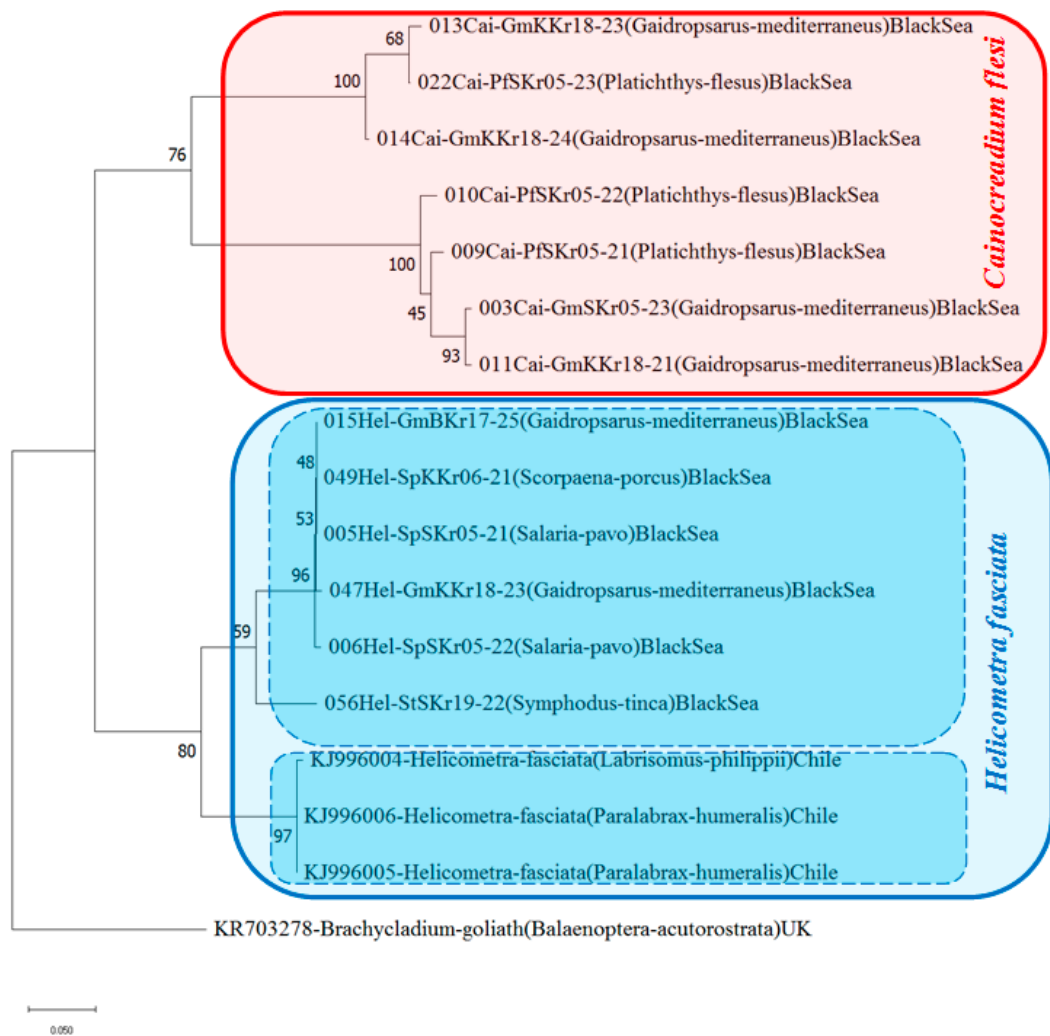 013Cai-GmKKr18-23(Gaidropsarus-mediterraneus)BlackSea
68
022Cai-PfSKr05-23(Platichthys-flesus)BlackSea
100
014Cai-GmKKr18-24(Gaidropsarus-mediterraneus)BlackSea
76
010Cai-PfSKr05-22(Platichthys-flesus)BlackSea
009Cai-PfSKr05-21(Platichthys-flesus)BlackSea
100
003Cai-GmSKr05-23(Gaidropsarus-mediterraneus)BlackSea
45
93
011Cai-GmKKr18-21(Gaidropsarus-mediterraneus)BlackSea
Cainocreadium flesi
015Hel-GmBKr17-25(Gaidropsarus-mediterraneus)BlackSea
48
049Hel-SpKKr06-21(Scorpaena-porcus)BlackSea
53
005Hel-SpSKr05-21(Salaria-pavo)BlackSea
96
047Hel-GmKKr18-23(Gaidropsarus-mediterraneus)BlackSea
59
006Hel-SpSKr05-22(Salaria-pavo)BlackSea
056Hel-StSKr19-22(Symphodus-tinca)BlackSea
80
KJ996004-Helicometra-fasciata(Labrisomus-philippii)Chile
KJ996006-Helicometra-fasciata(Paralabrax-humeralis)Chile
97
KJ996005-Helicometra-fasciata(Paralabrax-humeralis)Chile
Helicometra fasciata
KR703278-Brachycladium-goliath(Balaenoptera-acutorostrata)UK
0.050